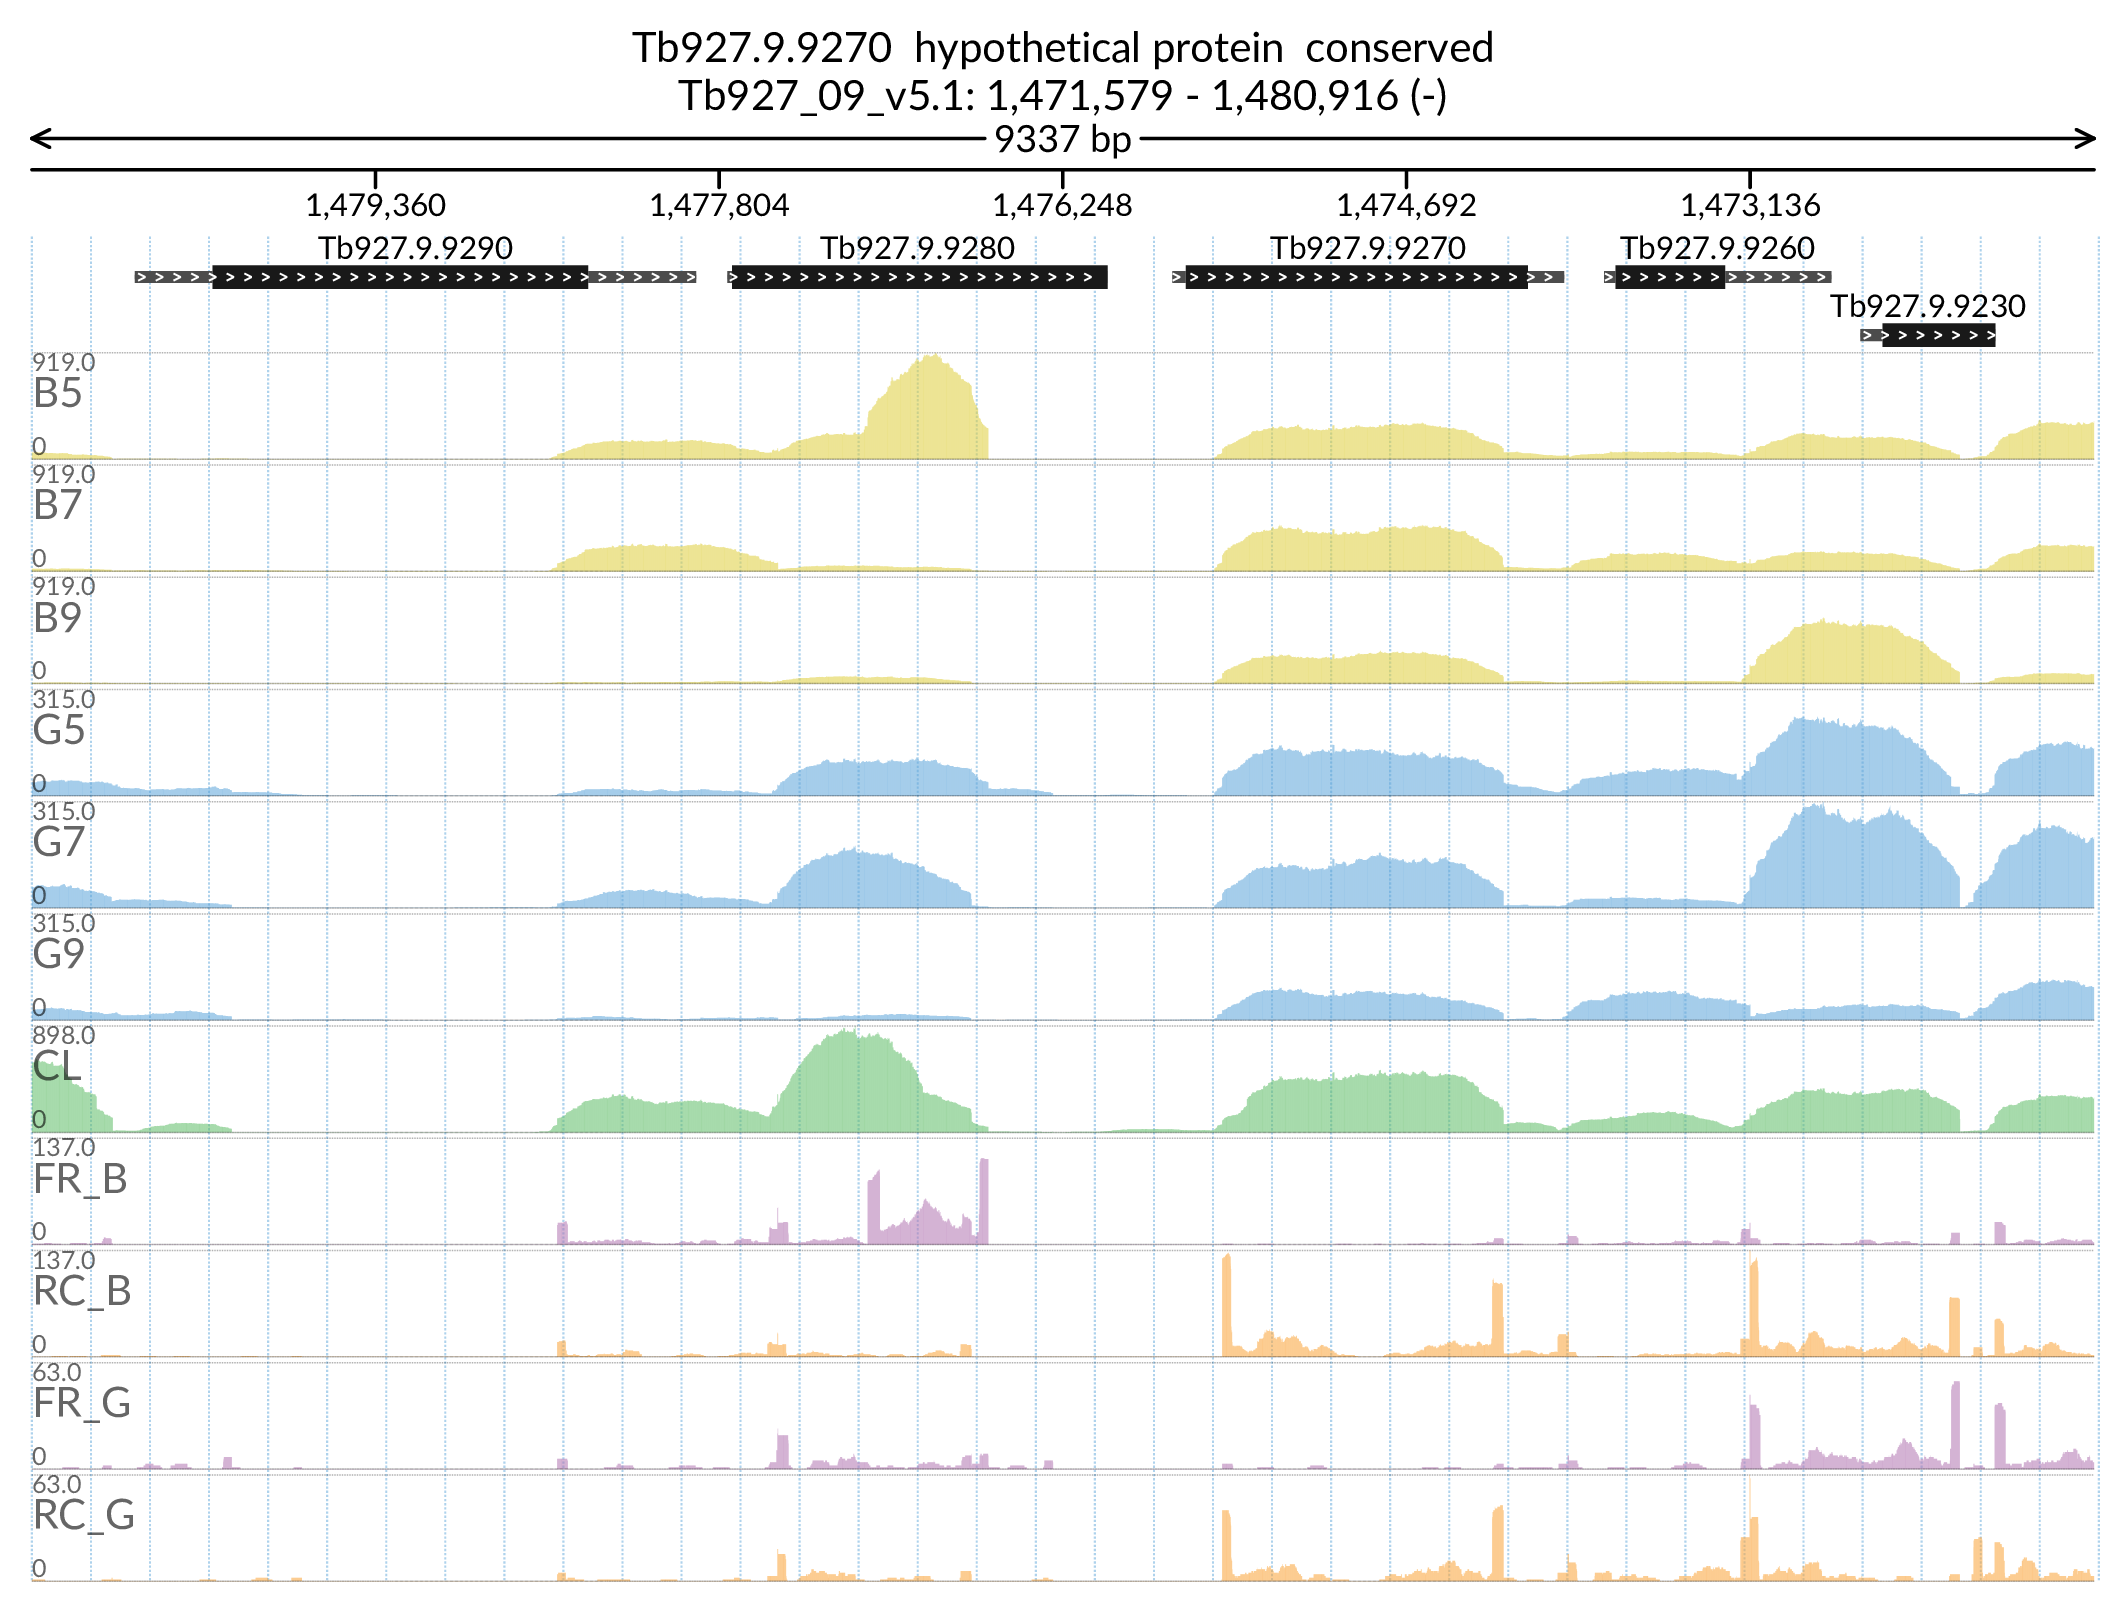 Tb927.9.9270  hypothetical protein  conserved
Tb927_09_v5.1: 1,471,579 - 1,480,916 (-)
9337 bp
1,479,360 1,477,804 1,476,248 1,474,692 1,473,136
Tb927.9.9290 Tb927.9.9280 Tb927.9.9270 Tb927.9.9260
Tb927.9.9230
919.0
B5
0
919.0
B7
0
919.0
B9
0
315.0
G5
0
315.0
G7
0
315.0
G9
0
898.0
CL
0
137.0
FR_B
0
137.0
RC_B
0
63.0
FR_G
0
63.0
RC_G
0